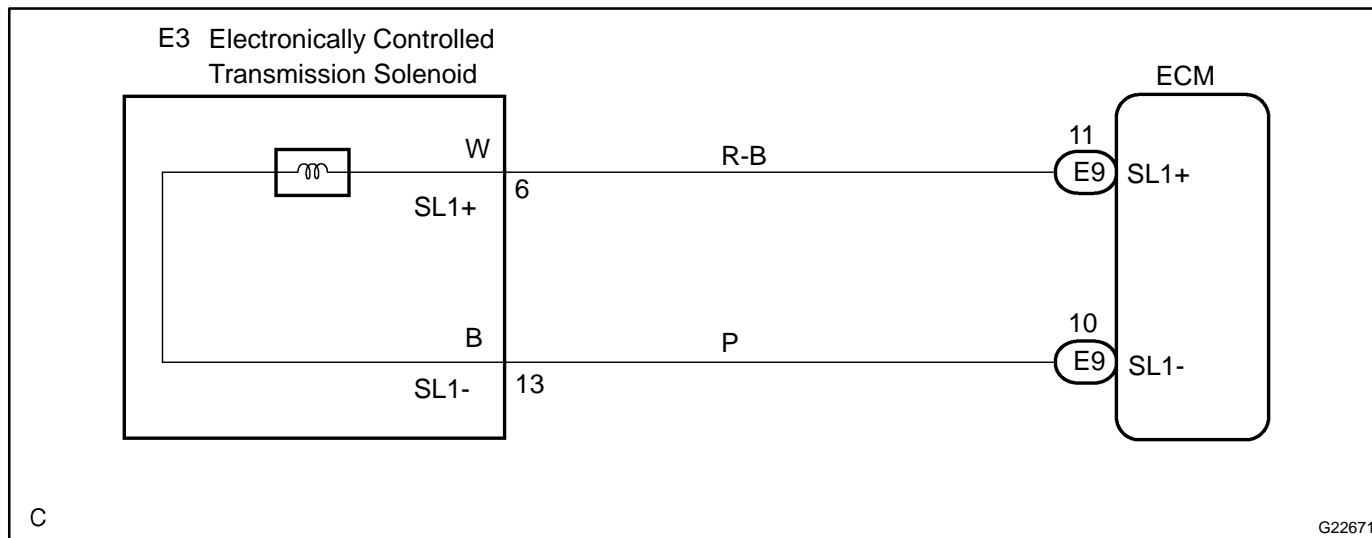 E3 Electronically Controlled
Transmission Solenoid
ECM
W
R-B
11
E9
SL1+
6
SL1+
B
P
10
E9
SL1-
13
SL1-
C
G22671